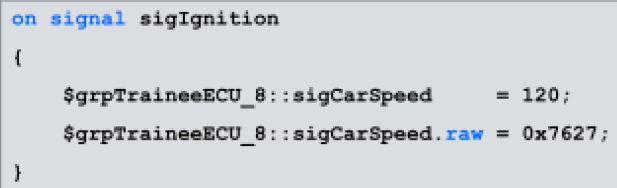 on signal sigIgnition
{
$grpTraineeECU_8::sigCarSpeed = 120;
$grpTraineeECU_8::sigCarSpeed.raw = 0x7627;
}